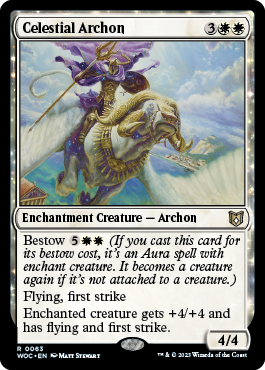 Celestial Archon 3
Enchantment Creature — Archon
Bestow 5 (If you cast this card for
its bestow cost, it's an Aura spell with
enchant creature. It becomes a creature
again if it's not attached to a creature.)
Flying, first strike
Enchanted creature gets +4/+4 and
has flying and first strike.
4/4
R 0063
WOC • EN Matt Stewart
™ & © 2023 Wizards of the Coast